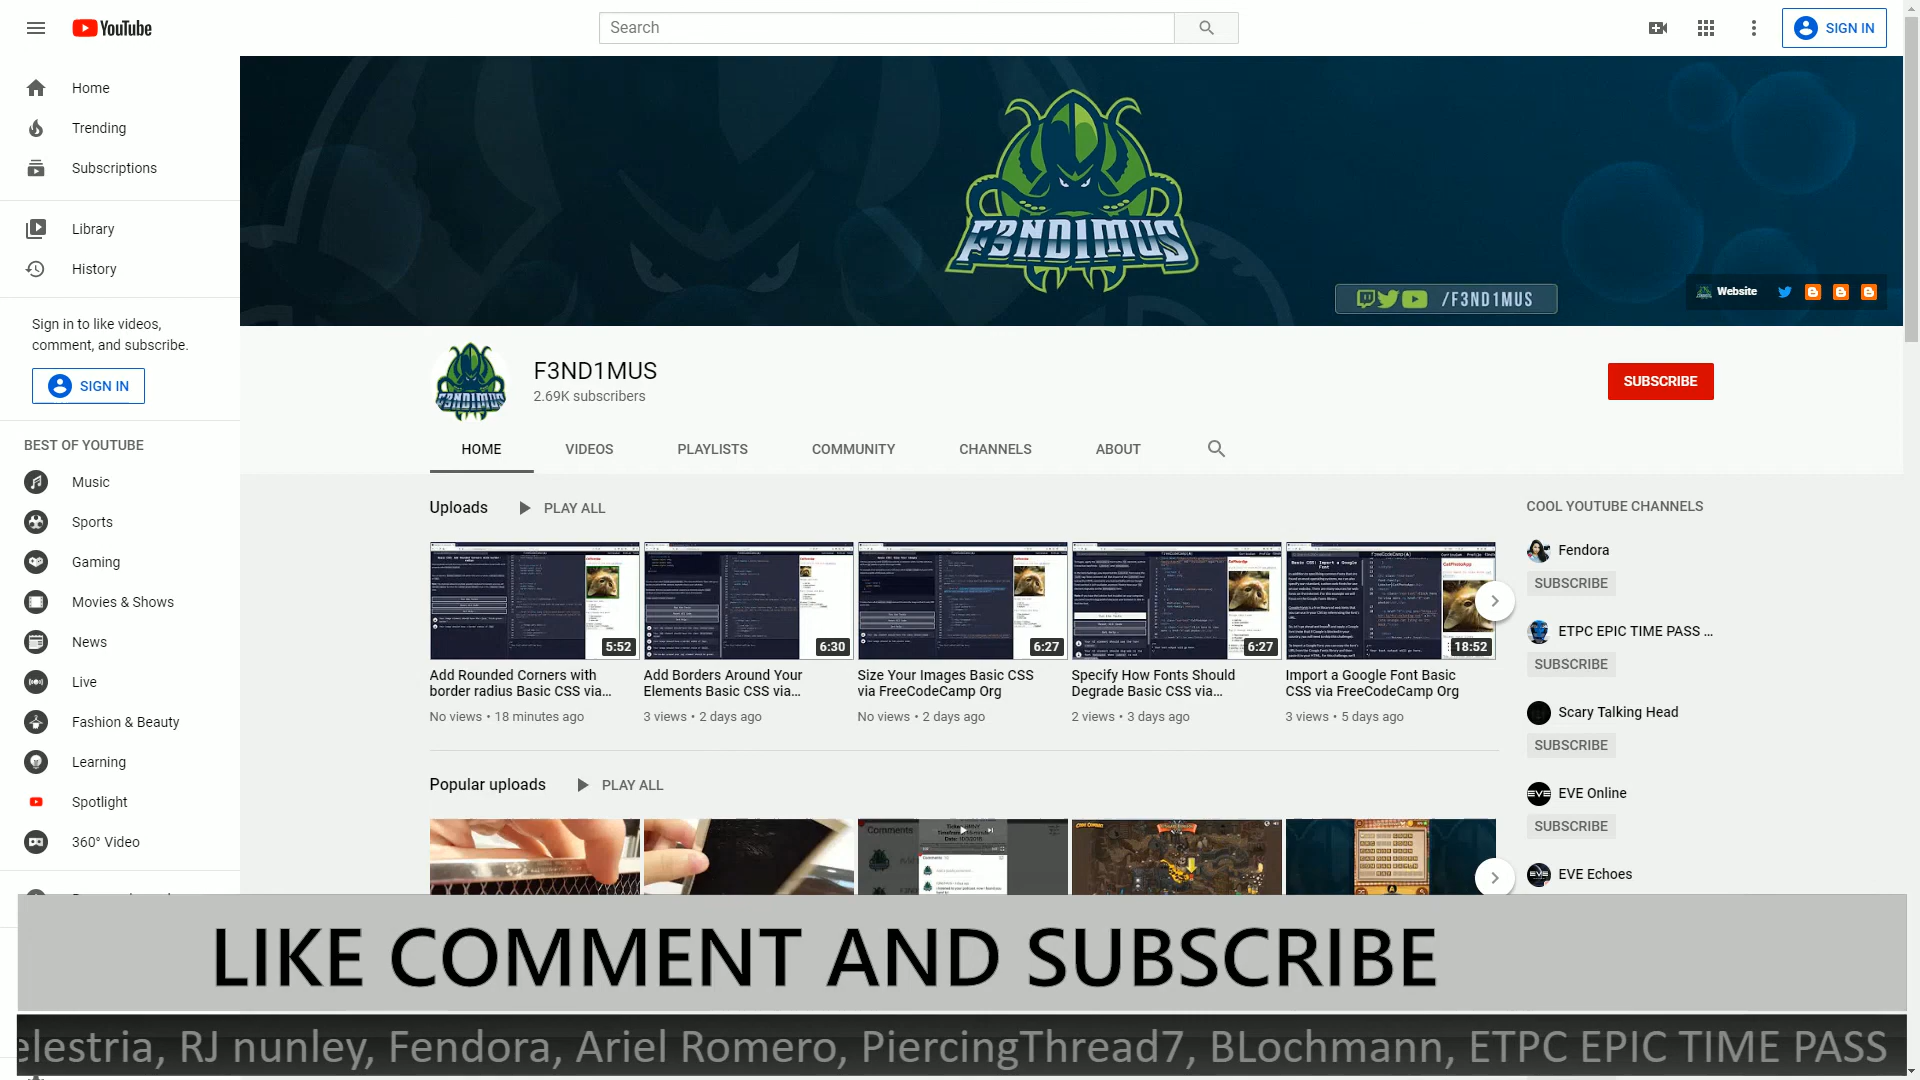 YouTube
Search
SIGN IN
Home
Trending
Subscriptions
Library
History
Sign in to like videos,
comment, and subscribe.
SIGN IN
BEST OF YOUTUBE
Music
Sports
Gaming
Movies & Shows
News
Live
Fashion & Beauty
Learning
Spotlight
360° Video
F3ND1MUS
/F3ND1MUS
Website
F3ND1MUS
2.69K subscribers
SUBSCRIBE
HOME
VIDEOS
PLAYLISTS
COMMUNITY
CHANNELS
ABOUT
Uploads
PLAY ALL
5:52
Add Rounded Corners with
border radius Basic CSS via...
No views • 18 minutes ago
6:30
Add Borders Around Your
Elements Basic CSS via...
3 views • 2 days ago
6:27
Size Your Images Basic CSS
via FreeCodeCamp Org
No views • 2 days ago
6:27
Specify How Fonts Should
Degrade Basic CSS via...
2 views • 3 days ago
18:52
Import a Google Font Basic
CSS via FreeCodeCamp Org
3 views • 5 days ago
Popular uploads
PLAY ALL
Comments
COOL YOUTUBE CHANNELS
Fendora
SUBSCRIBE
ETPC EPIC TIME PASS ...
SUBSCRIBE
Scary Talking Head
SUBSCRIBE
EVE Online
SUBSCRIBE
EVE Echoes
LIKE COMMENT AND SUBSCRIBE
elestria, RJ nunley, Fendora, Ariel Romero, PiercingThread7, BLochmann, ETPC EPIC TIME PASS